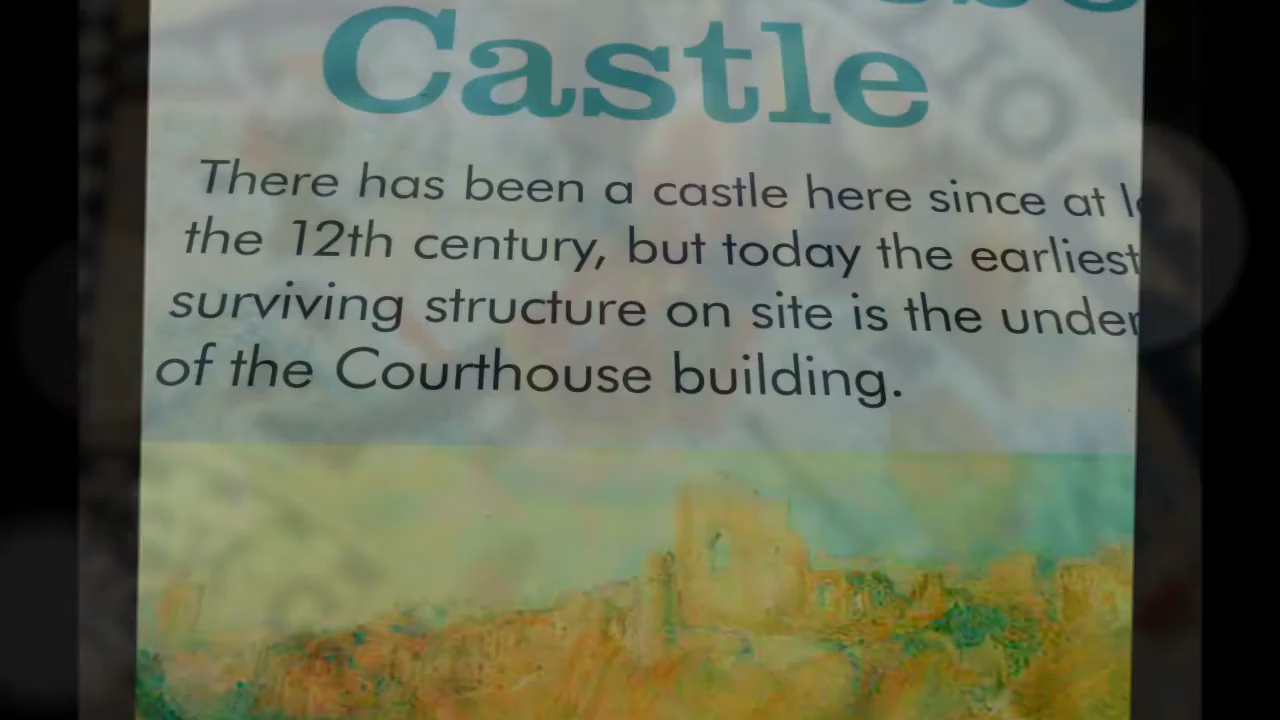 Castle
There has been a castle here since at
the 12th century, but today the earliest
surviving structure on site is the under
of the Courthouse building.